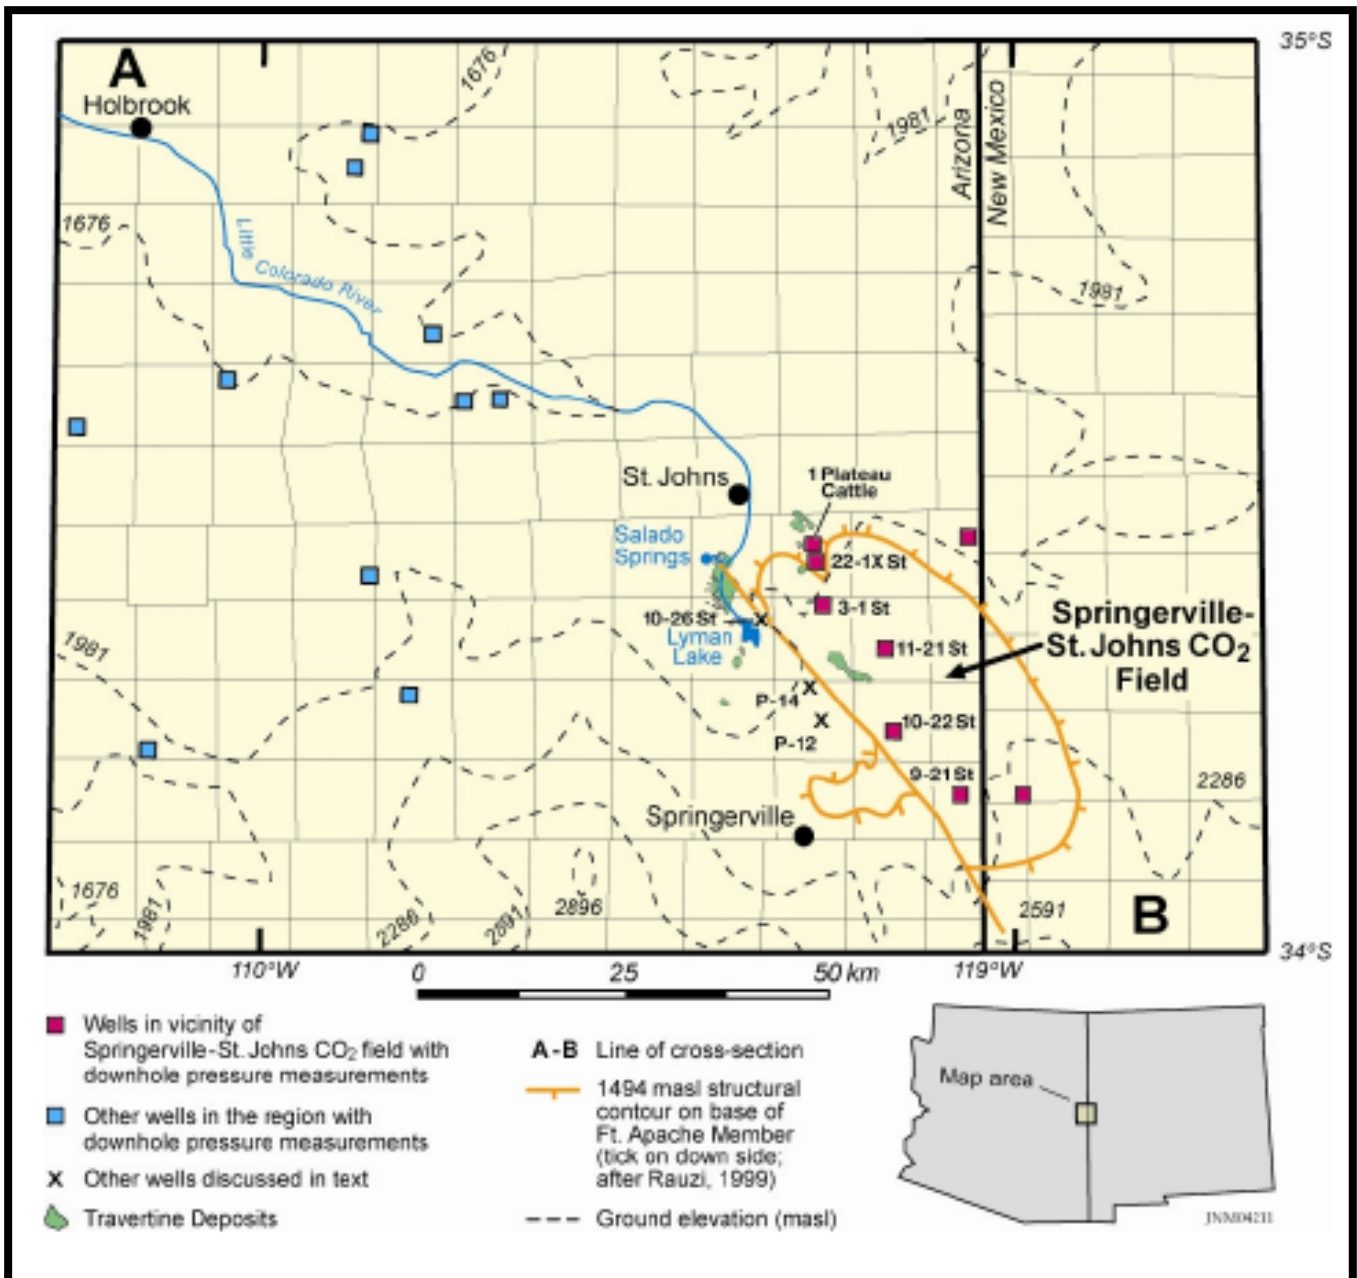 A
Holbrook
1676
1981
35°S
Arizona
New Mexico
1676
Little
Colorado River
1981
St. Johns
1 Plateau
Cattle
Salado
Springs
22-1X St
10-26 St
3-1 St
Lyman
Lake
11-21 St
Springerville-
St. Johns CO2
Field
1981
P-14
10-22 St
P-12
9-21 St
2286
Springerville
1676
1981
2286
2891
2896
2591
B
34°S
110°W
0
25
50 km
119°W
Wells in vicinity of
Springerville-St. Johns CO2 field with
downhole pressure measurements
Other wells in the region with
downhole pressure measurements
X Other wells discussed in text
Travertine Deposits
A-B Line of cross-section
1494 masl structural
contour on base of
Ft. Apache Member
(tick on down side;
after Rauzi, 1999)
Ground elevation (masl)
Map area
JNM04211